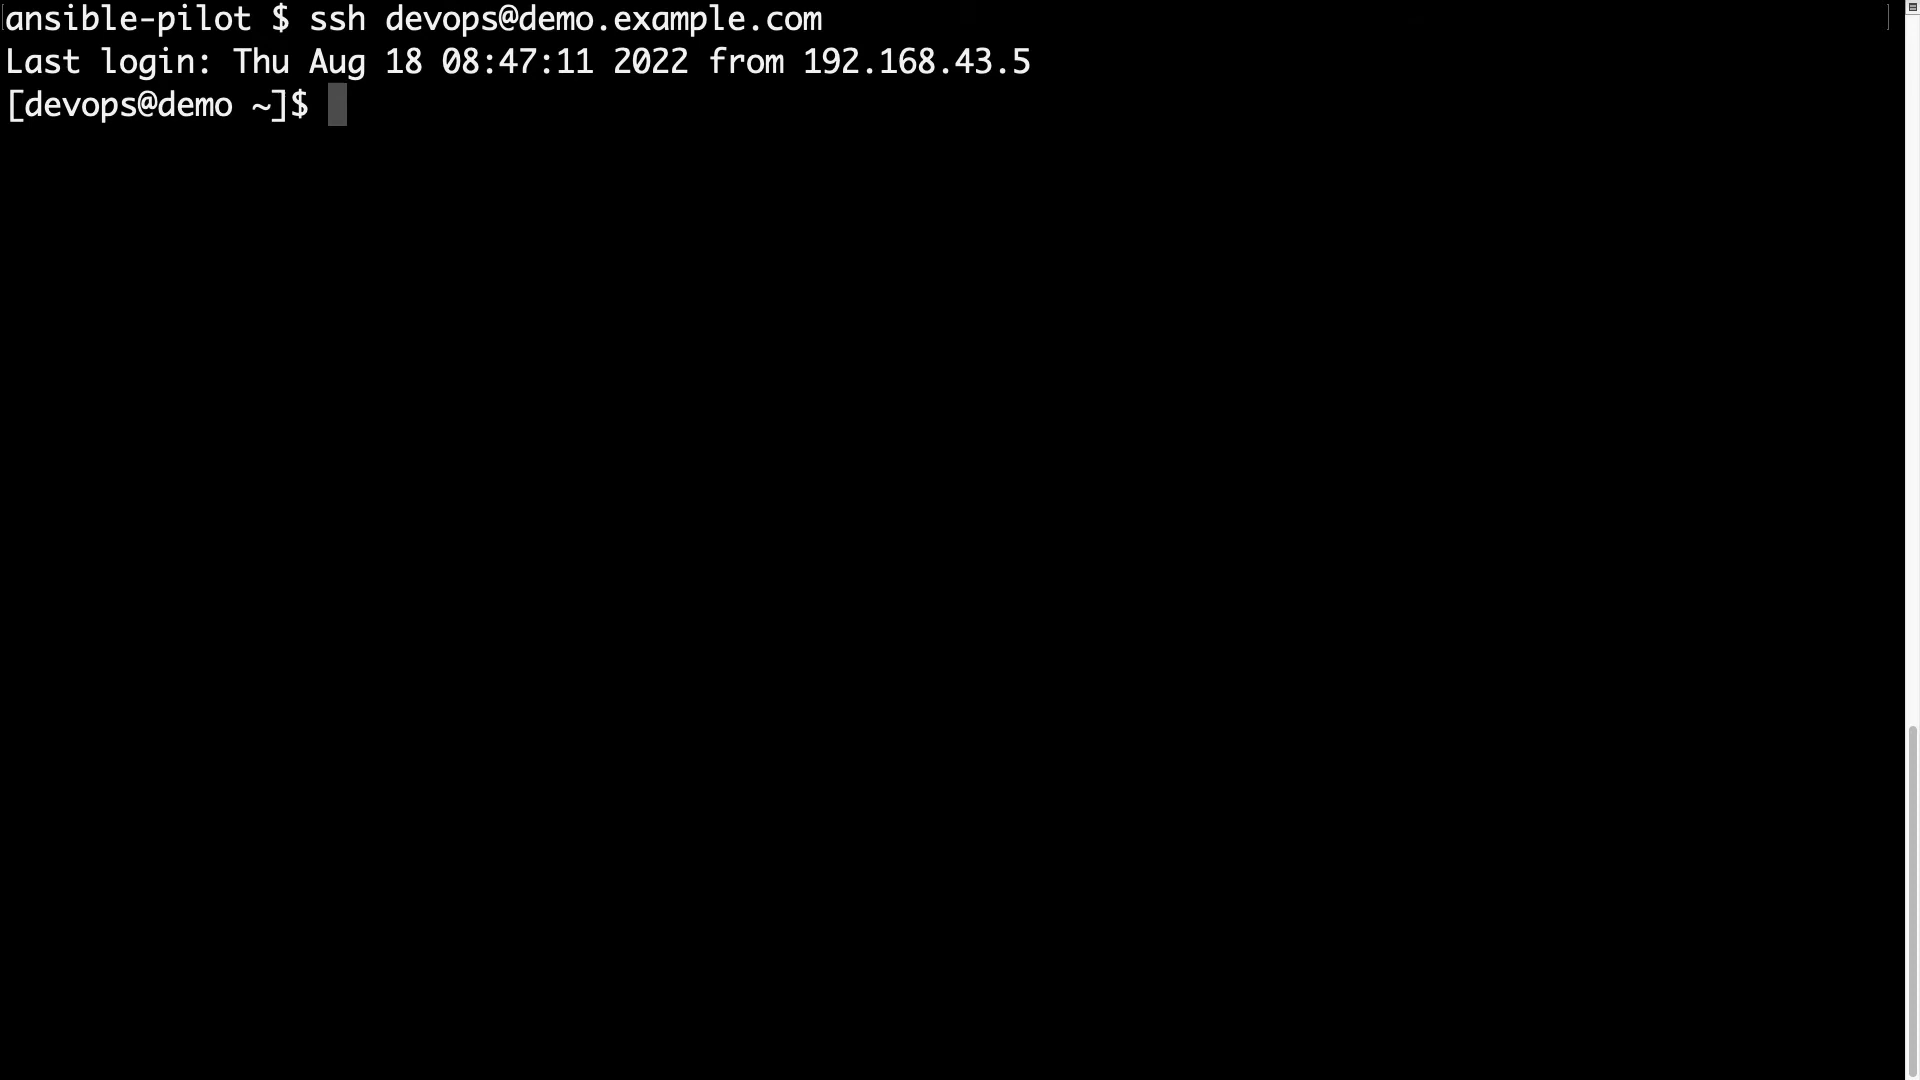 ansible-pilot $ ssh devops@demo.example.com
Last login: Thu Aug 18 08:47:11 2022 from 192.168.43.5
[devops@demo ~]$